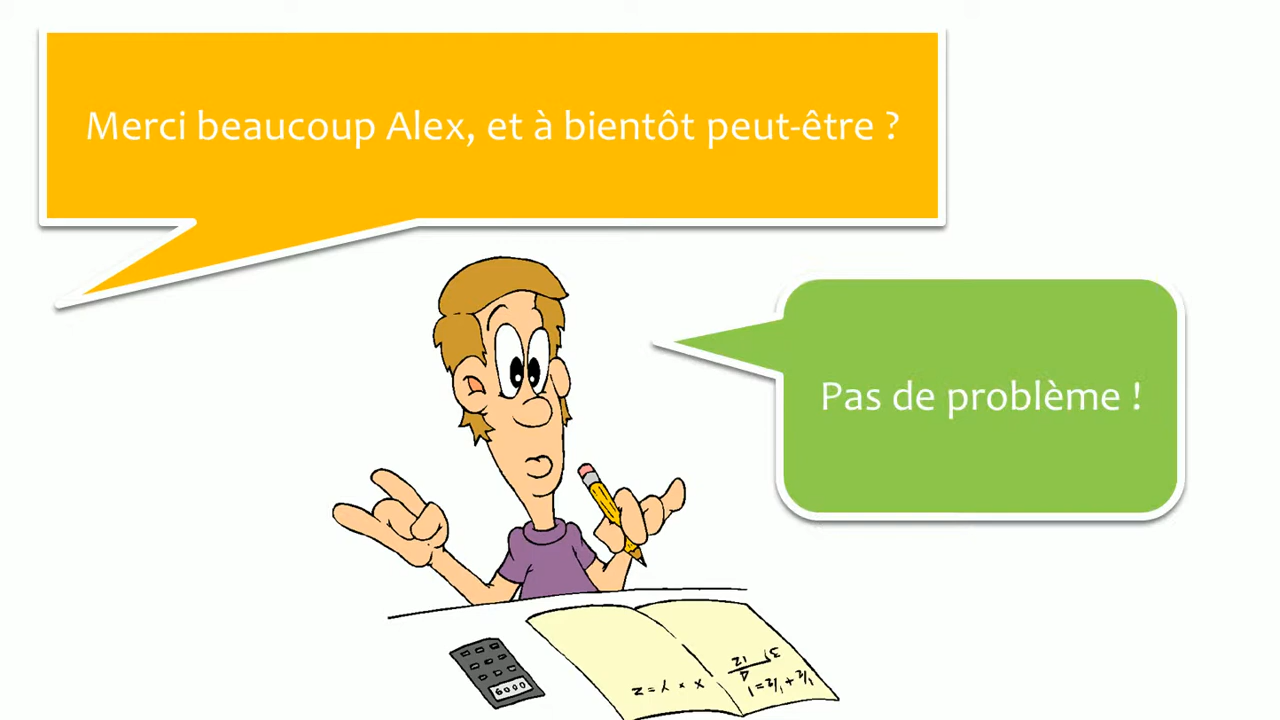 Merci beaucoup Alex, et à bientôt peut-être ?
Pas de problème !